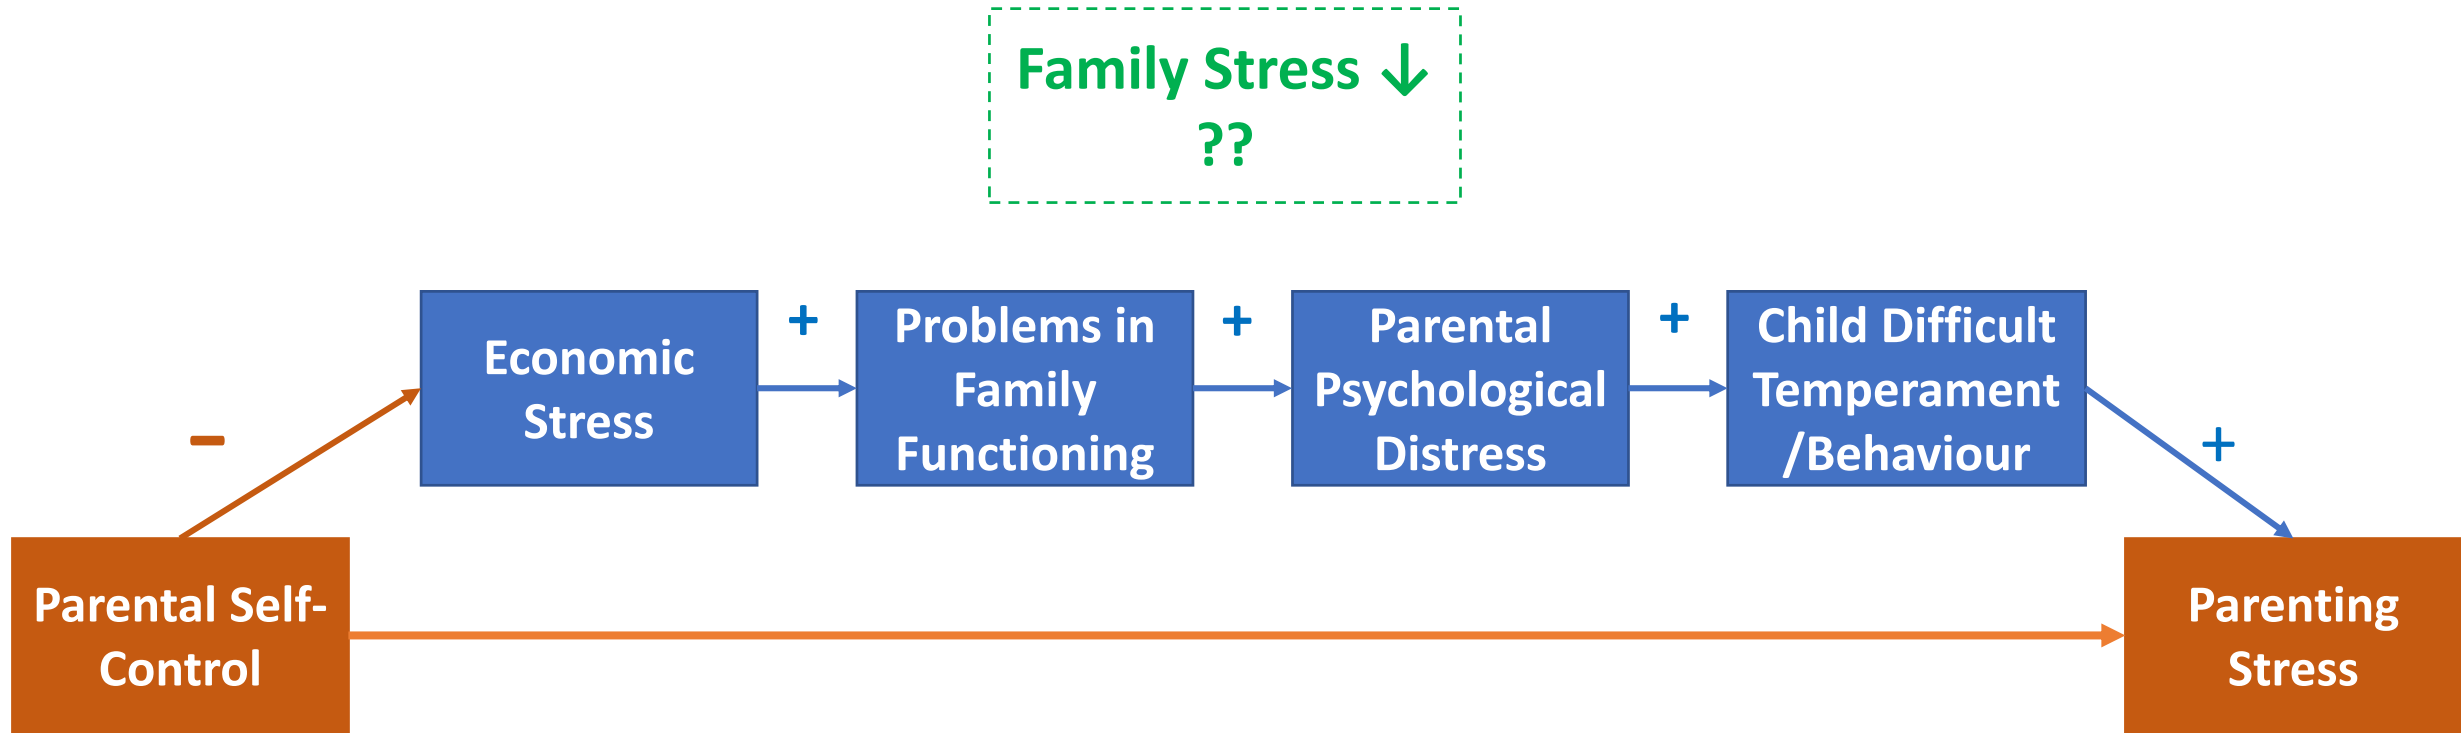 Family Stress ↓
??
Economic
Stress
+
Problems in
Family
Functioning
+
Parental
Psychological
Distress
+
Child Difficult
Temperament
/Behaviour
–
+
Parental Self-
Control
Parenting
Stress